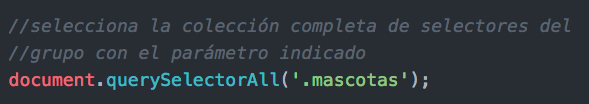 //selecciona la colección completa de selectores del
//grupo con el parámetro indicado
document.querySelectorAll('.mascotas');